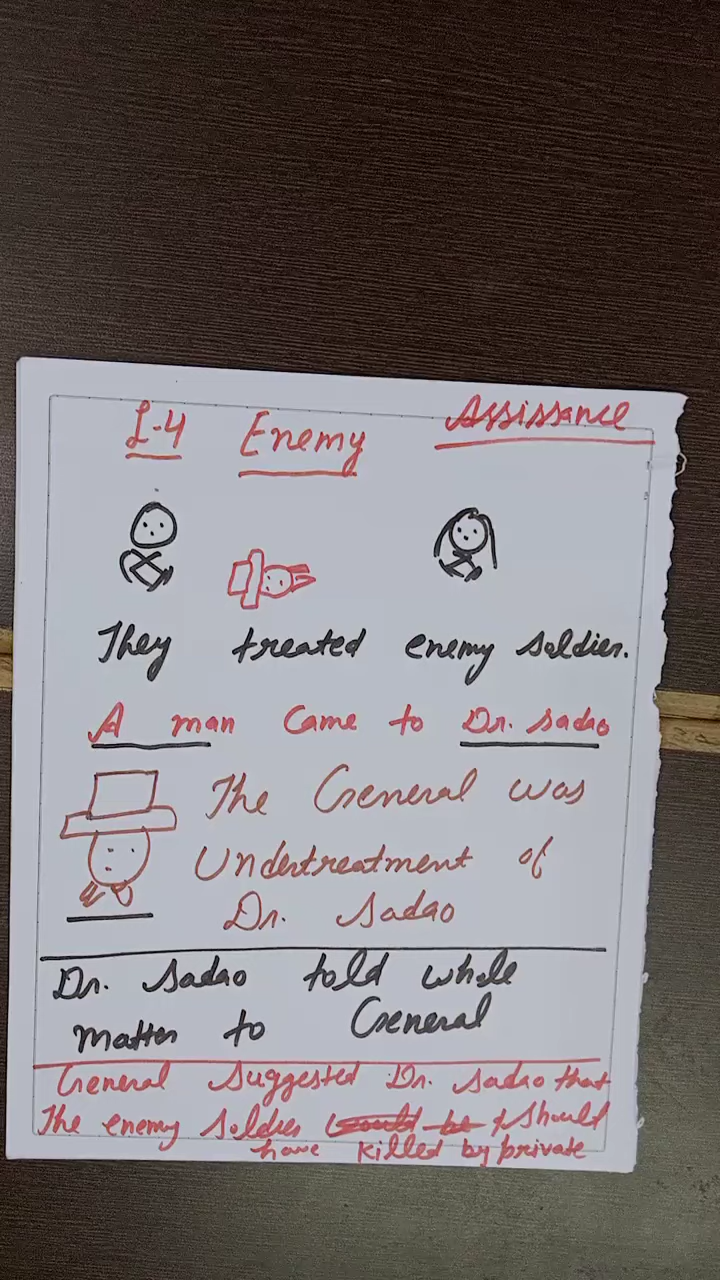 L-4 Enemy Assissance
They treated enemy soldier.
A man Came to Dr. Sadao
The General was
Undertreatment of
Dr. Sadao
Dr. Sadao told whole
matter to General
General Suggested Dr. Sadao that
The enemy soldier would be should
have killed by private